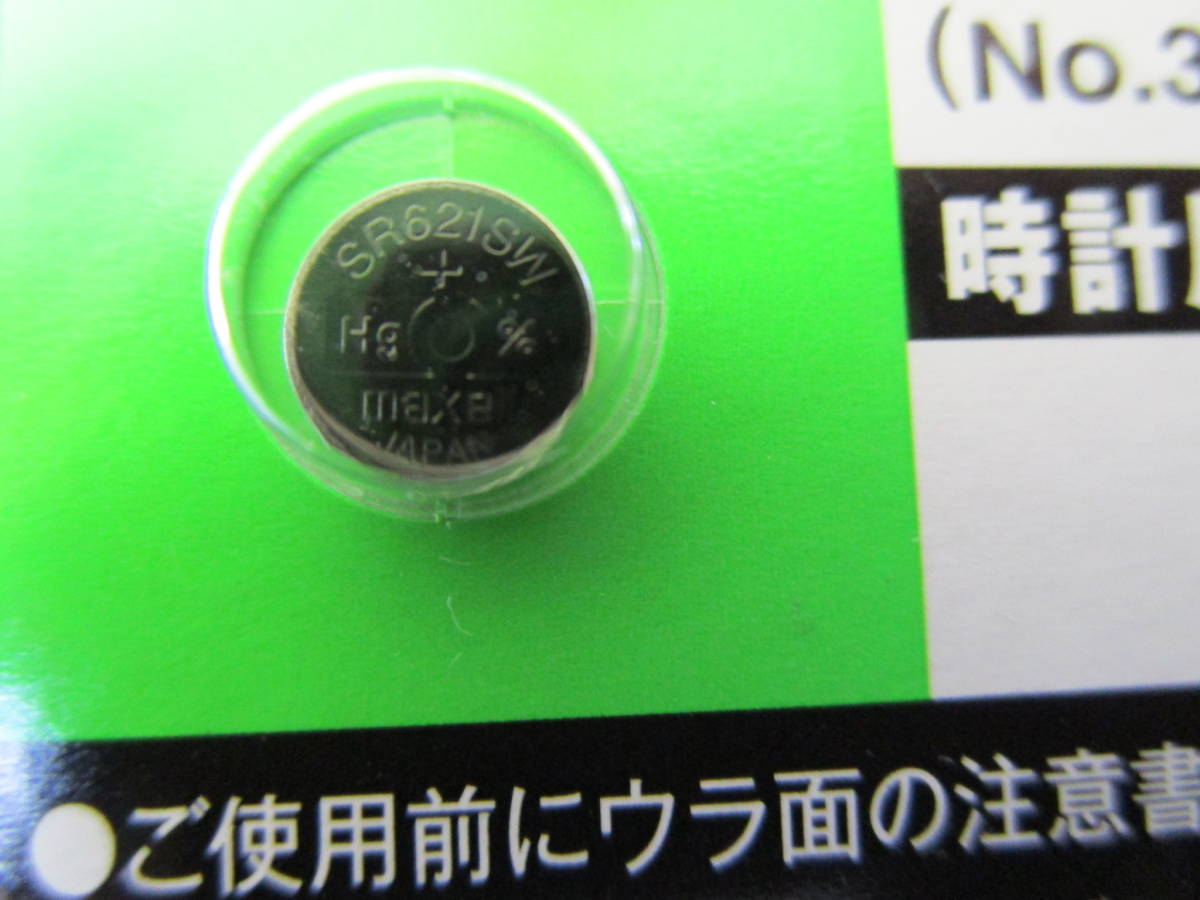 (No.3
時計
SR621SW
+
Hg %
maxell
JAPAN
●ご使用前にウラ面の注意書